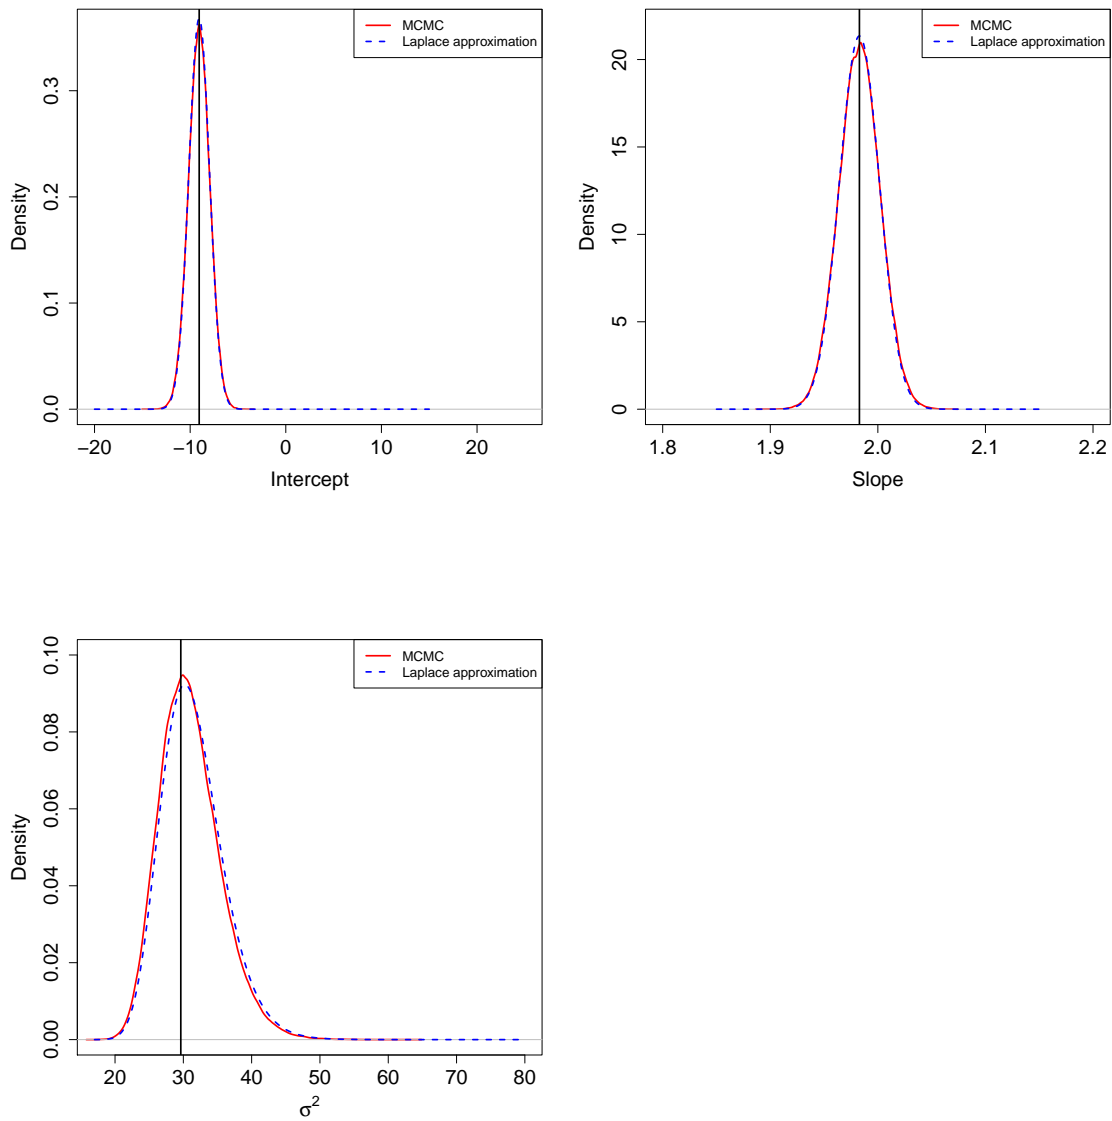 MCMC
Laplace approximation
Density
0.0
0.1
0.2
0.3
−20
−10
0
10
20
Intercept
MCMC
Laplace approximation
Density
0
5
10
15
20
1.8
1.9
2.0
2.1
2.2
Slope
MCMC
Laplace approximation
Density
0.00
0.02
0.04
0.06
0.08
0.10
20
30
40
50
60
70
80
σ²